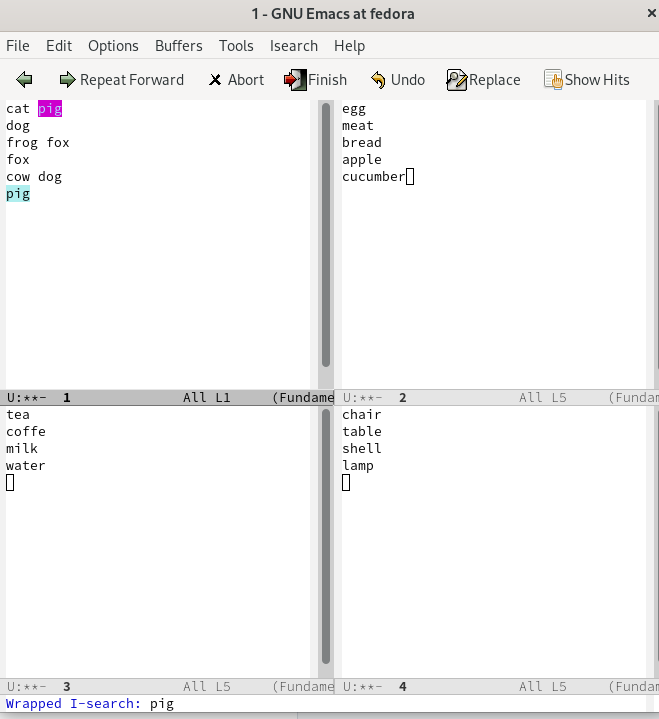 1 - GNU Emacs at fedora ×
File Edit Options Buffers Tools Isearch Help
Repeat Forward Abort Finish Undo Replace Show Hits
cat pig
dog
frog fox
fox
cow dog
pig
U:**- 1 All L1 (Fundame
egg
meat
bread
apple
cucumber
U:**- 2 All L5 (Fundam
tea
coffe
milk
water
U:**- 3 All L5 (Fundame
chair
table
shell
lamp
U:**- 4 All L5 (Fundam
Wrapped I-search: pig